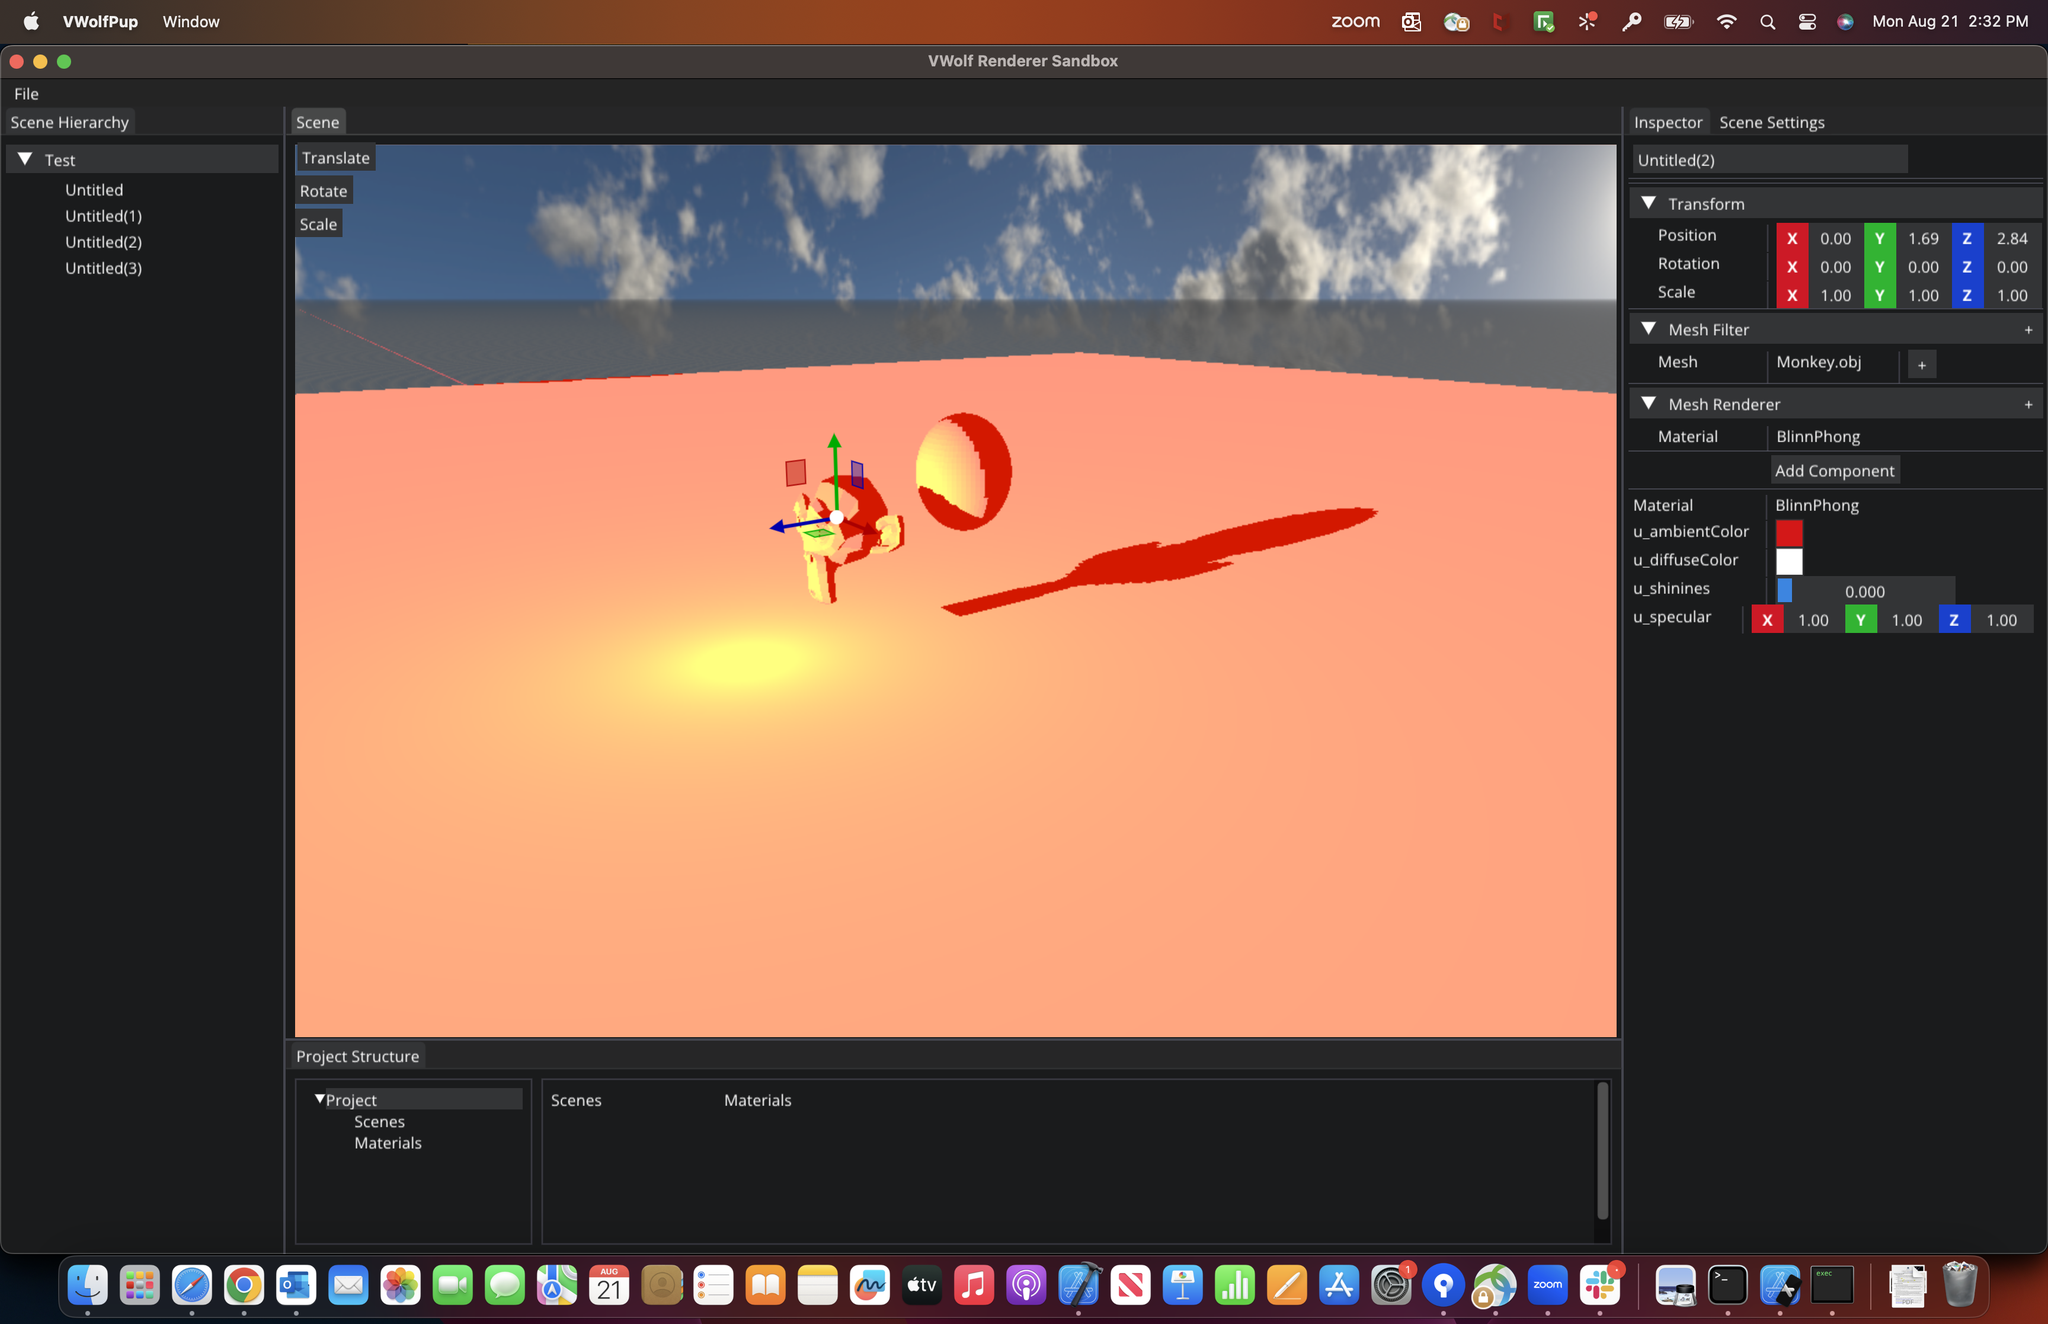 VWolfPup Window zoom Mon Aug 21 2:32 PM
VWolf Renderer Sandbox
File
Scene Hierarchy
Test
Untitled
Untitled(1)
Untitled(2)
Untitled(3)
Scene
Translate
Rotate
Scale
Inspector Scene Settings
Untitled(2)
Transform
Position X 0.00 Y 1.69 Z 2.84
Rotation X 0.00 Y 0.00 Z 0.00
Scale X 1.00 Y 1.00 Z 1.00
Mesh Filter +
Mesh Monkey.obj +
Mesh Renderer +
Material BlinnPhong
Add Component
Material BlinnPhong
u_ambientColor
u_diffuseColor
u_shinines 0.000
u_specular X 1.00 Y 1.00 Z 1.00
Project Structure
Project
Scenes
Materials
Scenes Materials
AUG
21
tv
zoom
1
exec